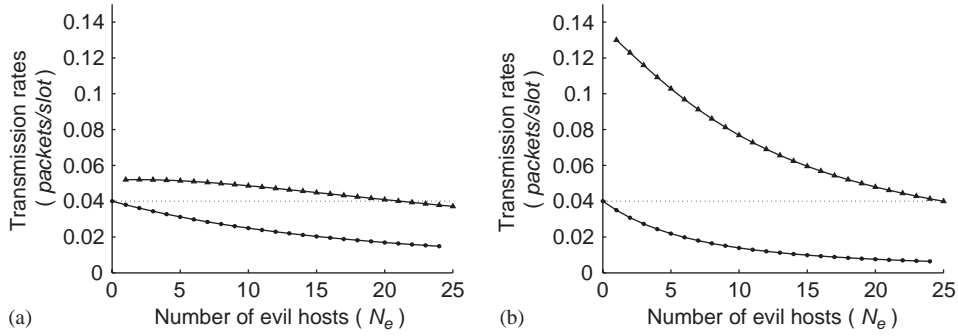 0.14
0.12
0.1
0.08
0.06
0.04
0.02
0
Transmission rates
( packets/slot)
0 5 10 15 20 25
Number of evil hosts ( Ne )
(a)
0.14
0.12
0.1
0.08
0.06
0.04
0.02
0
Transmission rates
( packets/slot)
0 5 10 15 20 25
Number of evil hosts ( Ne )
(b)